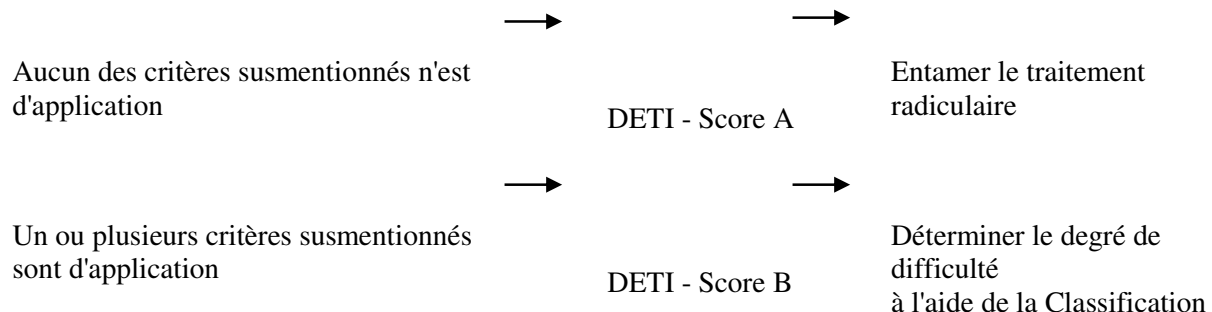 Aucun des critères susmentionnés n'est
d'application
DETI - Score A
Entamer le traitement
radiculaire
Un ou plusieurs critères susmentionnés
sont d'application
DETI - Score B
Déterminer le degré de
difficulté
à l'aide de la Classification